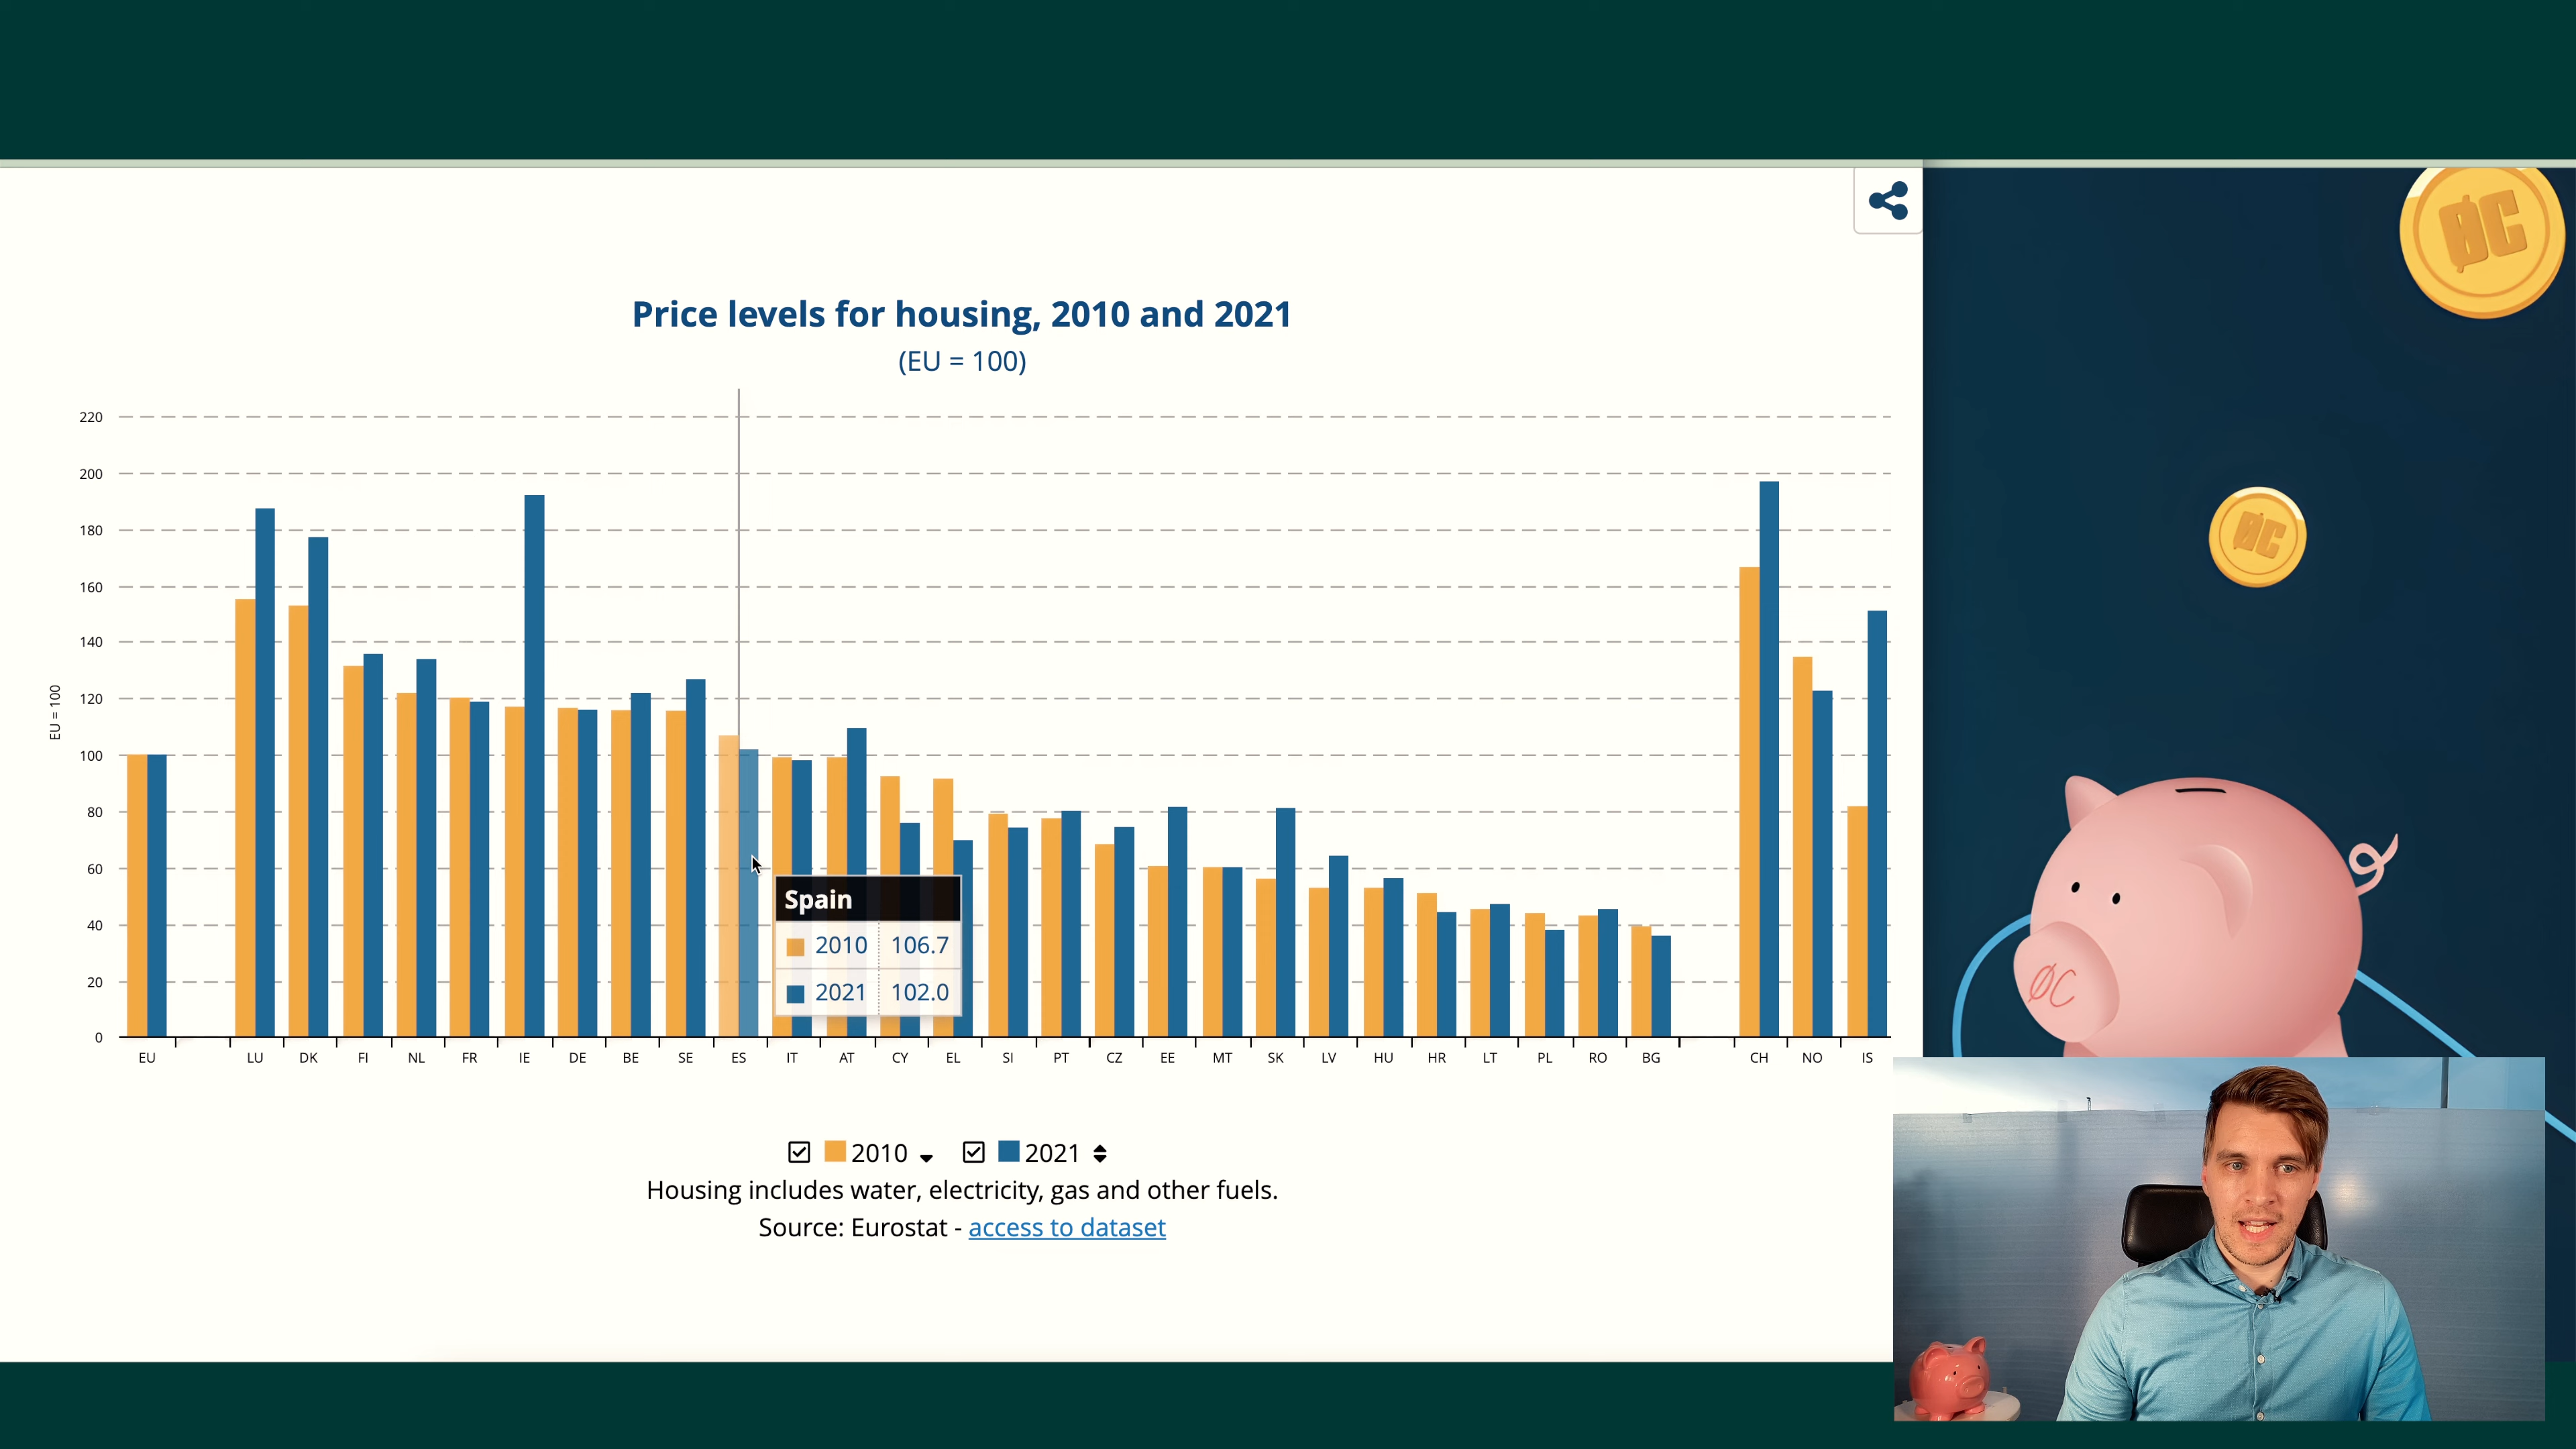 Price levels for housing, 2010 and 2021
(EU = 100)
220
200
180
160
140
120
100
80
60
40
20
0
EU = 100
Spain
2010 106.7
2021 102.0
EU LU DK FI NL FR IE DE BE SE ES IT AT CY EL SI PT CZ EE MT SK LV HU HR LT PL RO BG CH NO IS
2010 2021
Housing includes water, electricity, gas and other fuels.
Source: Eurostat - access to dataset
ØC
ØC
ØC